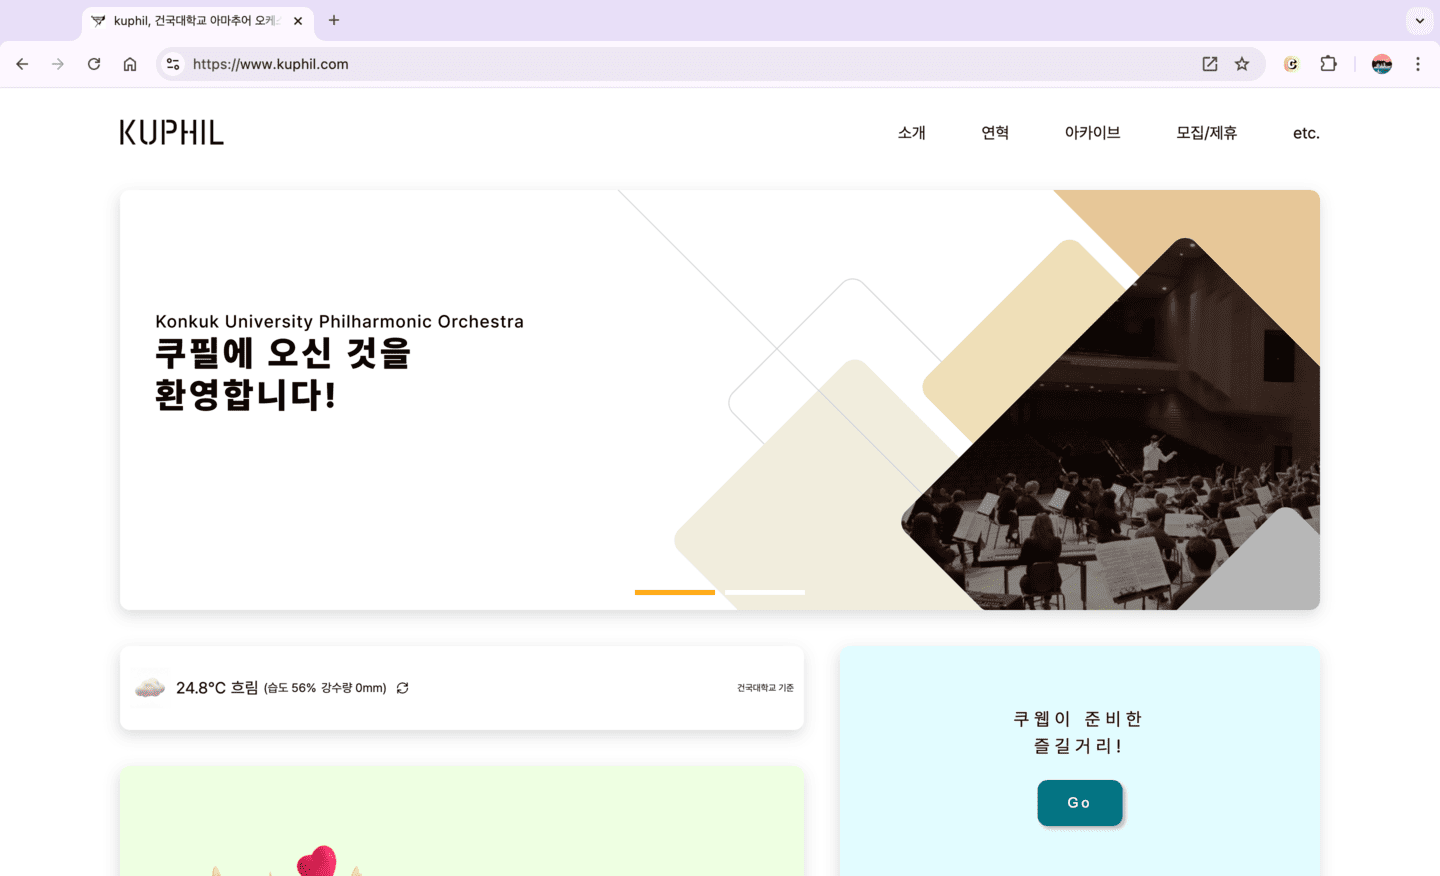 kuphil, 건국대학교 아마추어 오케스
https://www.kuphil.com
KUPHIL
소개
연혁
아카이브
모집/제휴
etc.
Konkuk University Philharmonic Orchestra
쿠필에 오신 것을
환영합니다!
24.8°C 흐림 (습도 56% 강수량 0mm)
건국대학교 기준
쿠웹이 준비한
즐길거리!
Go